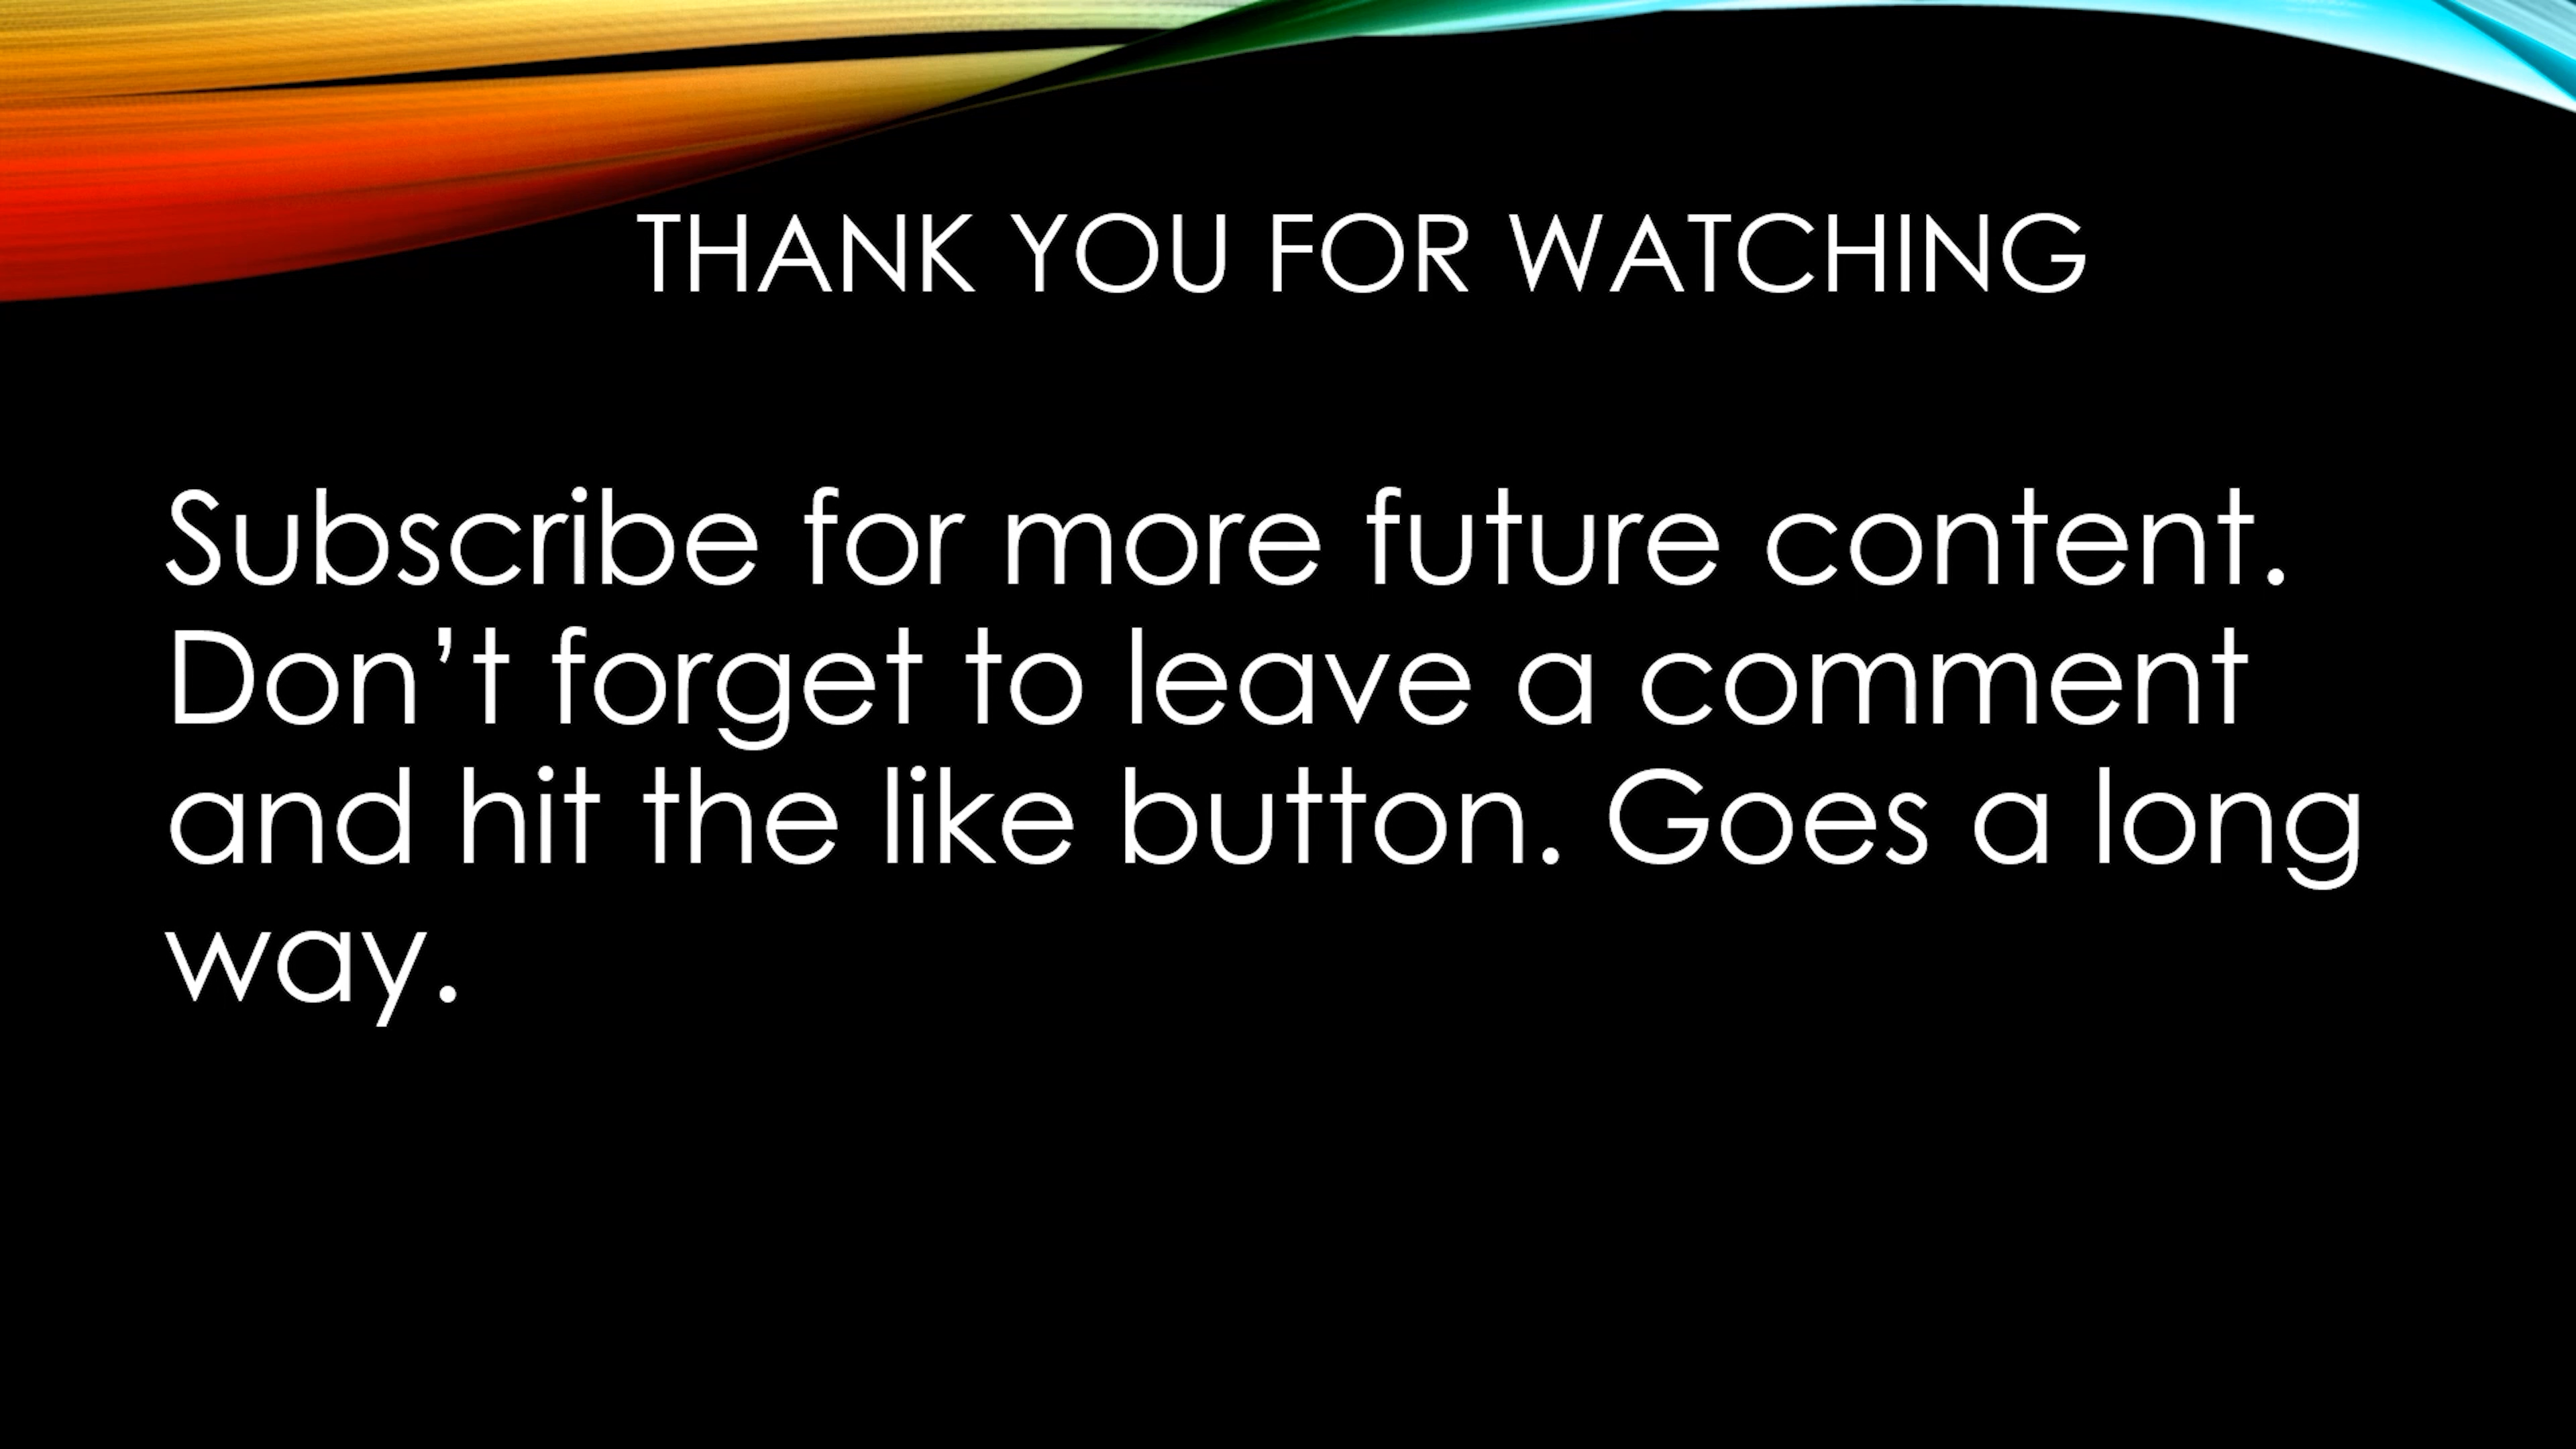 THANK YOU FOR WATCHING
Subscribe for more future content.
Don’t forget to leave a comment
and hit the like button. Goes a long
way.